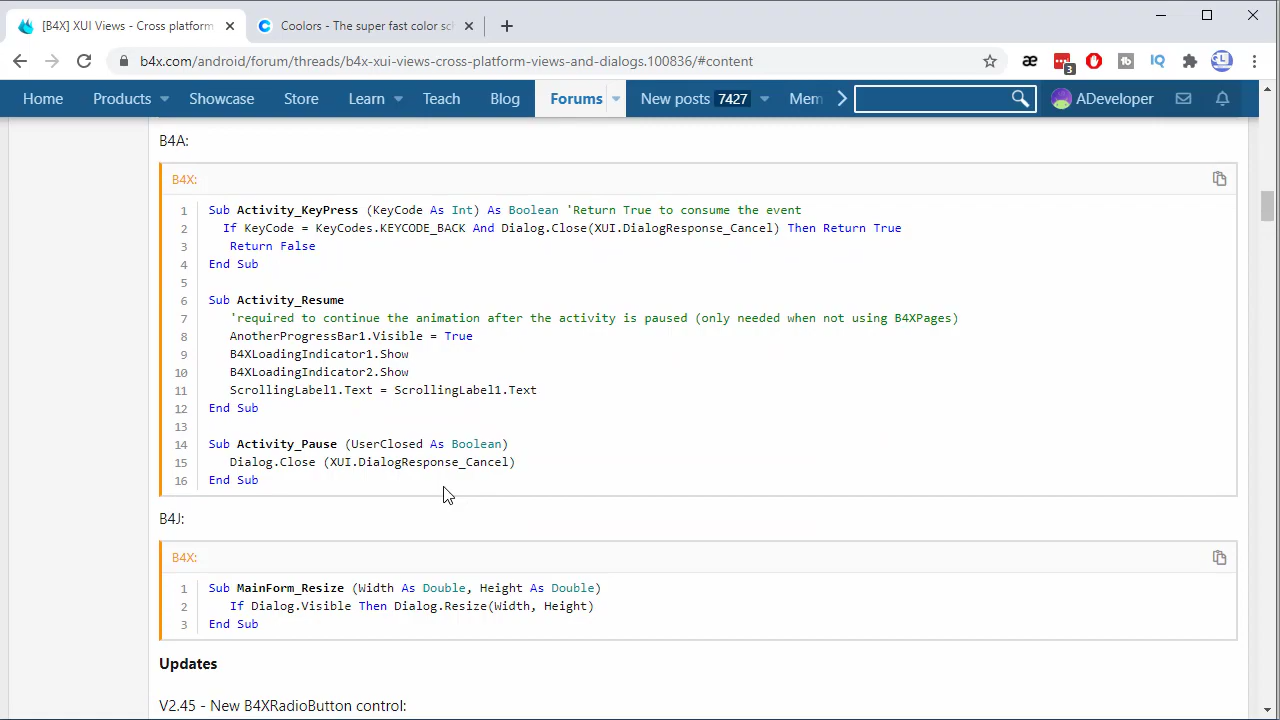 [B4X] XUI Views - Cross platform
Coolors - The super fast color sc
b4x.com/android/forum/threads/b4x-xui-views-cross-platform-views-and-dialogs.100836/#content
æ
3
IQ
L
Home
Products
Showcase
Store
Learn
Teach
Blog
Forums
New posts 7427
Mem
ADeveloper
B4A:
B4X:
1 Sub Activity_KeyPress (KeyCode As Int) As Boolean 'Return True to consume the event
2 If KeyCode = KeyCodes.KEYCODE_BACK And Dialog.Close(XUI.DialogResponse_Cancel) Then Return True
3 Return False
4 End Sub
5
6 Sub Activity_Resume
7 'required to continue the animation after the activity is paused (only needed when not using B4XPages)
8 AnotherProgressBar1.Visible = True
9 B4XLoadingIndicator1.Show
10 B4XLoadingIndicator2.Show
11 ScrollingLabel1.Text = ScrollingLabel1.Text
12 End Sub
13
14 Sub Activity_Pause (UserClosed As Boolean)
15 Dialog.Close (XUI.DialogResponse_Cancel)
16 End Sub
B4J:
B4X:
1 Sub MainForm_Resize (Width As Double, Height As Double)
2 If Dialog.Visible Then Dialog.Resize(Width, Height)
3 End Sub
Updates
V2.45 - New B4XRadioButton control: